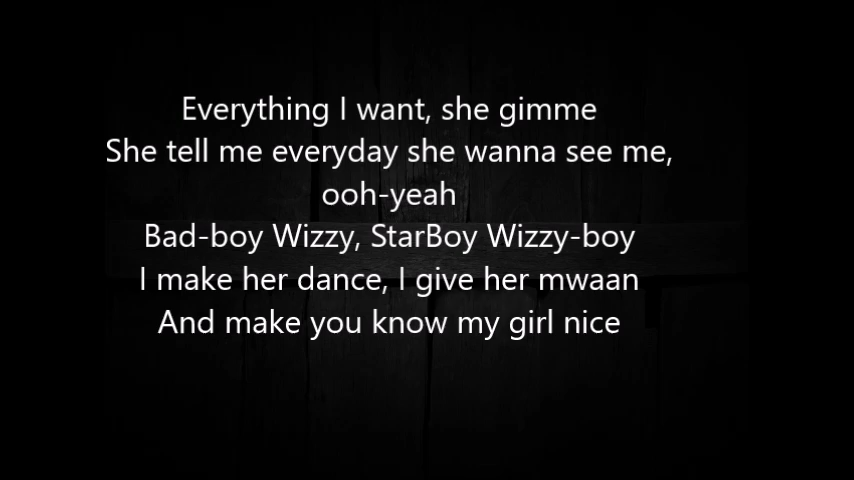 Everything I want, she gimme
She tell me everyday she wanna see me,
ooh-yeah
Bad-boy Wizzy, StarBoy Wizzy-boy
I make her dance, I give her mwaan
And make you know my girl nice